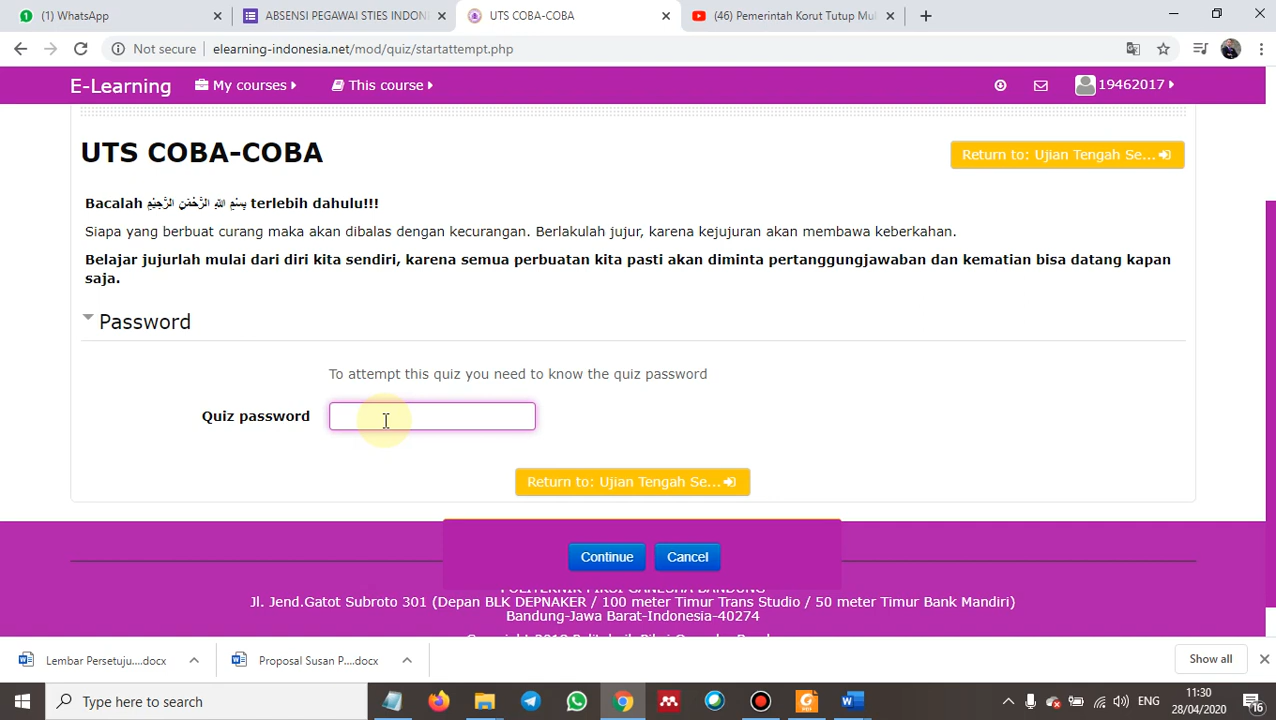 (1) WhatsApp
ABSENSI PEGAWAI STIES INDON
UTS COBA-COBA
(46) Pemerintah Korut Tutup Mul
Not secure
elearning-indonesia.net/mod/quiz/startattempt.php
E-Learning
My courses
This course
19462017
UTS COBA-COBA
Return to: Ujian Tengah Se...
Bacalah بِسْمِ اللهِ الرَّحْمٰنِ الرَّحِيْمِ terlebih dahulu!!!
Siapa yang berbuat curang maka akan dibalas dengan kecurangan. Berlakulah jujur, karena kejujuran akan membawa keberkahan.
Belajar jujurlah mulai dari diri kita sendiri, karena semua perbuatan kita pasti akan diminta pertanggungjawaban dan kematian bisa datang kapan
saja.
Password
To attempt this quiz you need to know the quiz password
Quiz password
Return to: Ujian Tengah Se...
Continue
Cancel
Jl. Jend.Gatot Subroto 301 (Depan BLK DEPNAKER / 100 meter Timur Trans Studio / 50 meter Timur Bank Mandiri)
Bandung-Jawa Barat-Indonesia-40274
Lembar Persetuju....docx
Proposal Susan P....docx
Show all
Type here to search
ENG
11:30
28/04/2020
16